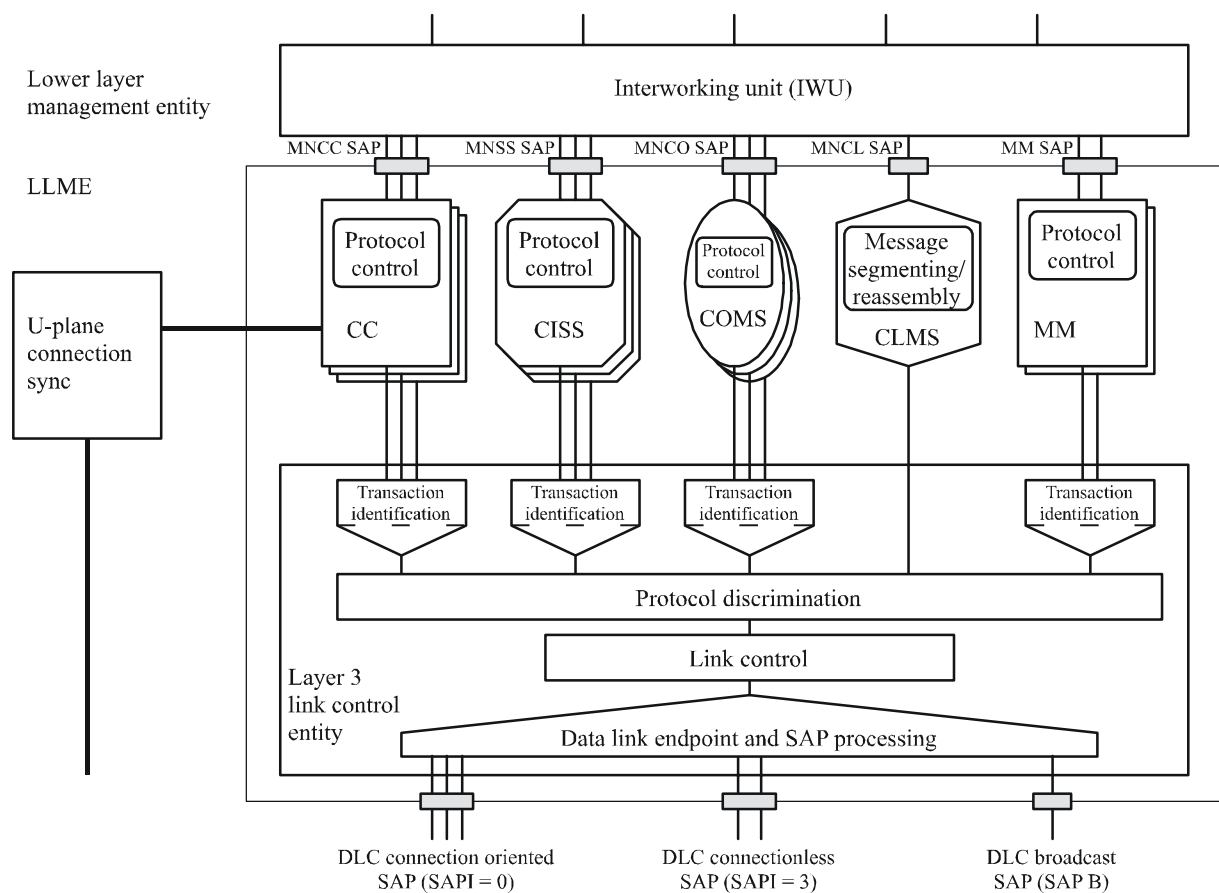 Lower layer
management entity
Interworking unit (IWU)
MNCC SAP
MNSS SAP
MNCO SAP
MNCL SAP
MM SAP
LLME
Protocol
control
CC
Protocol
control
CISS
Protocol
control
COMS
Message
segmenting/
reassembly
CLMS
Protocol
control
MM
U-plane
connection
sync
Transaction
identification
Transaction
identification
Transaction
identification
Transaction
identification
Protocol discrimination
Link control
Layer 3
link control
entity
Data link endpoint and SAP processing
DLC connection oriented
SAP (SAPI = 0)
DLC connectionless
SAP (SAPI = 3)
DLC broadcast
SAP (SAP B)